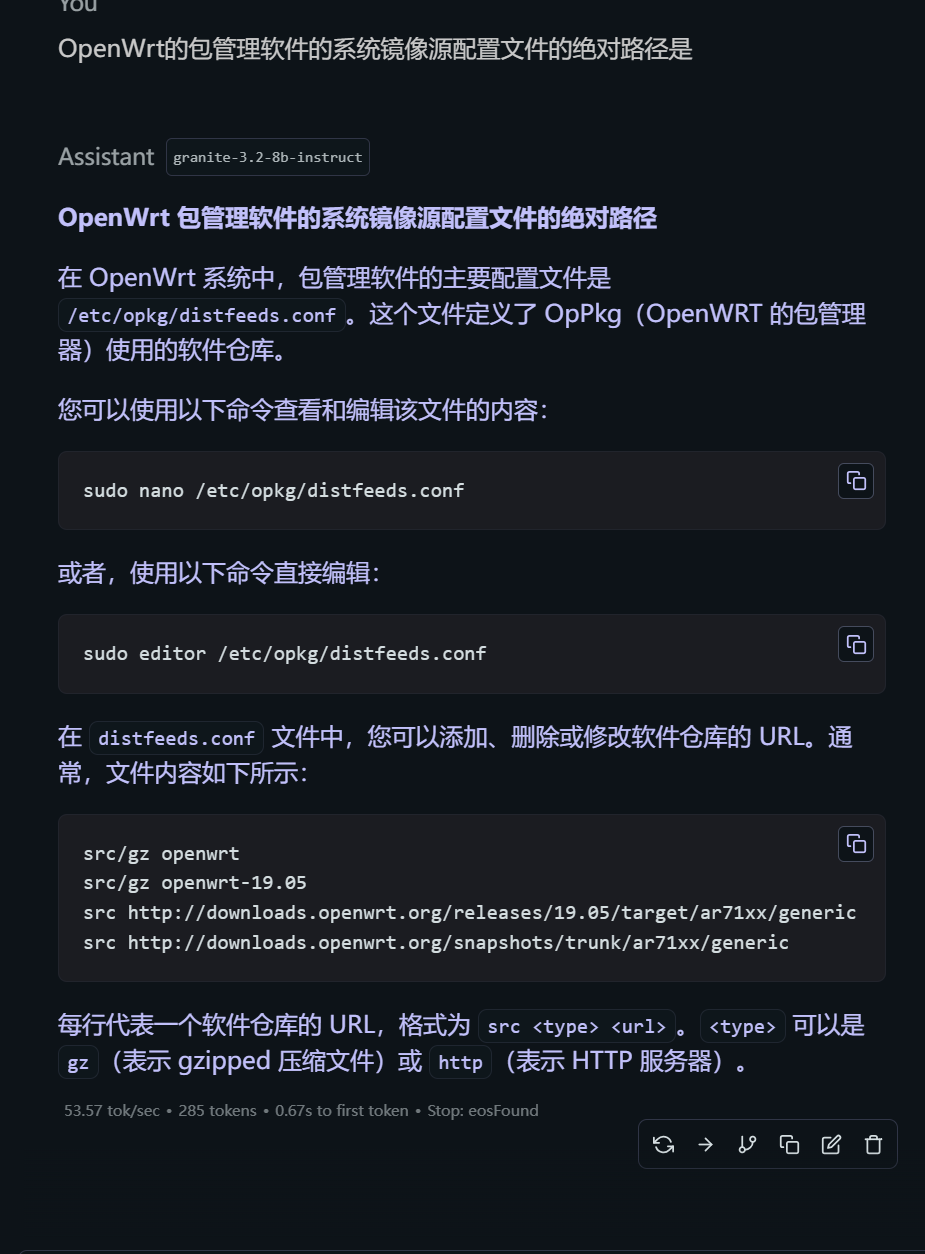 You
OpenWrt的包管理软件的系统镜像源配置文件的绝对路径是
Assistant granite-3.2-8b-instruct
OpenWrt 包管理软件的系统镜像源配置文件的绝对路径
在 OpenWrt 系统中，包管理软件的主要配置文件是
/etc/opkg/distfeeds.conf 。这个文件定义了 OpPkg（OpenWRT 的包管理
器）使用的软件仓库。
您可以使用以下命令查看和编辑该文件的内容：
sudo nano /etc/opkg/distfeeds.conf
或者，使用以下命令直接编辑：
sudo editor /etc/opkg/distfeeds.conf
在 distfeeds.conf 文件中，您可以添加、删除或修改软件仓库的 URL。通
常，文件内容如下所示：
src/gz openwrt
src/gz openwrt-19.05
src http://downloads.openwrt.org/releases/19.05/target/ar71xx/generic
src http://downloads.openwrt.org/snapshots/trunk/ar71xx/generic
每行代表一个软件仓库的 URL，格式为 src <type> <url> 。 <type> 可以是
gz （表示 gzipped 压缩文件）或 http （表示 HTTP 服务器）。
53.57 tok/sec • 285 tokens • 0.67s to first token • Stop: eosFound